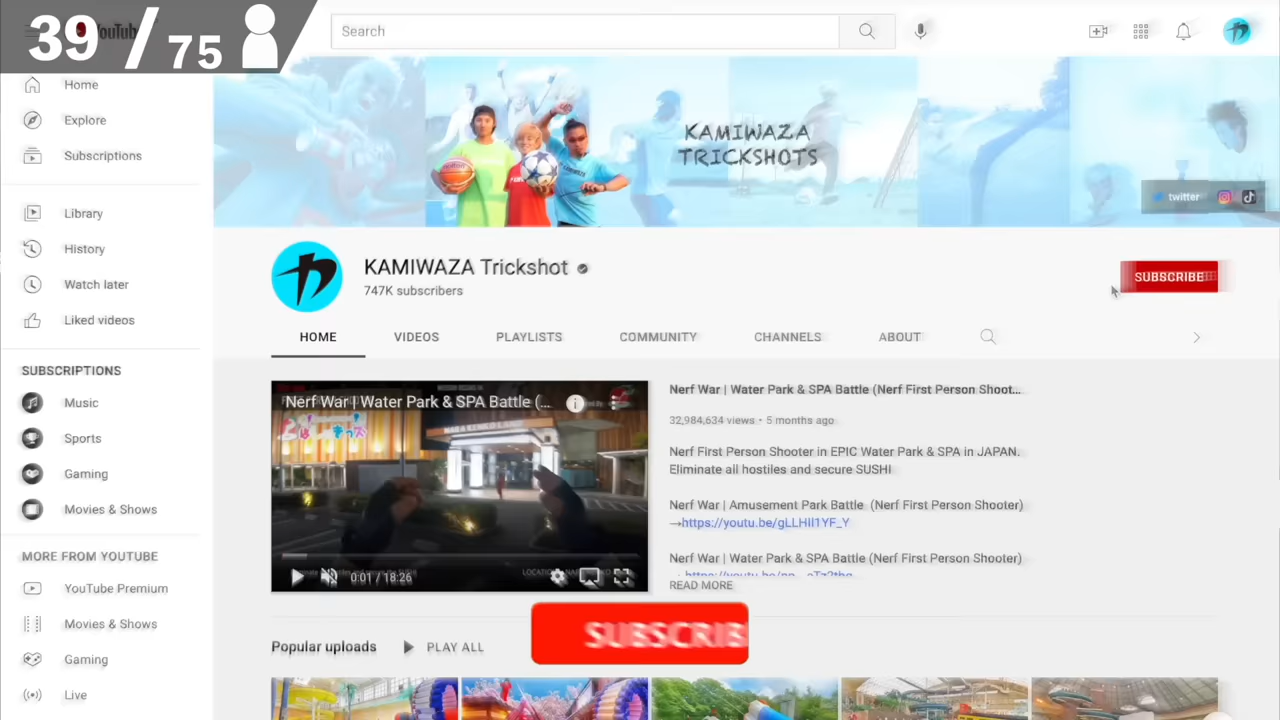 39 / 75
YouTube
Search
Home
Explore
Subscriptions
Library
History
Watch later
Liked videos
SUBSCRIPTIONS
Music
Sports
Gaming
Movies & Shows
MORE FROM YOUTUBE
YouTube Premium
Movies & Shows
Gaming
Live
KAMIWAZA
TRICKSHOTS
twitter
KAMIWAZA Trickshot
747K subscribers
SUBSCRIBE
HOME
VIDEOS
PLAYLISTS
COMMUNITY
CHANNELS
ABOUT
Nerf War | Water Park & SPA Battle (...
0:01 / 18:26
Nerf War | Water Park & SPA Battle (Nerf First Person Shoot...
32,984,634 views • 5 months ago
Nerf First Person Shooter in EPIC Water Park & SPA in JAPAN.
Eliminate all hostiles and secure SUSHI
Nerf War | Amusement Park Battle (Nerf First Person Shooter)
→https://youtu.be/gLLHII1YF_Y
Nerf War | Water Park & SPA Battle (Nerf First Person Shooter)
READ MORE
SUBSCRIB
Popular uploads
PLAY ALL